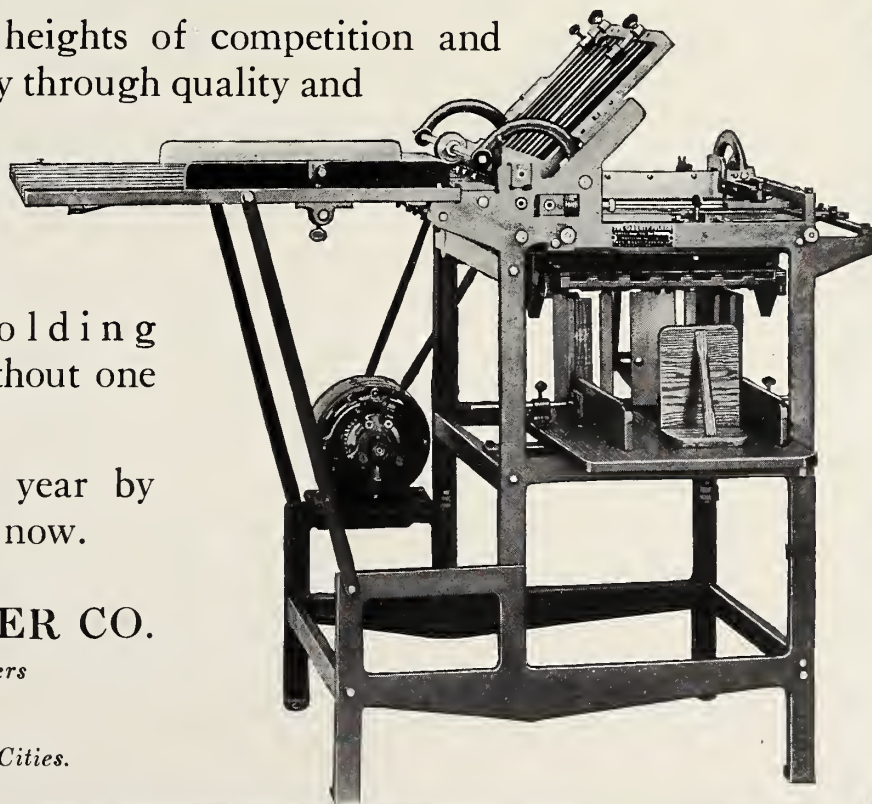 heights of competition and
y through quality and
olding
thout one
year by
now.
ER CO.
ers
Cities.